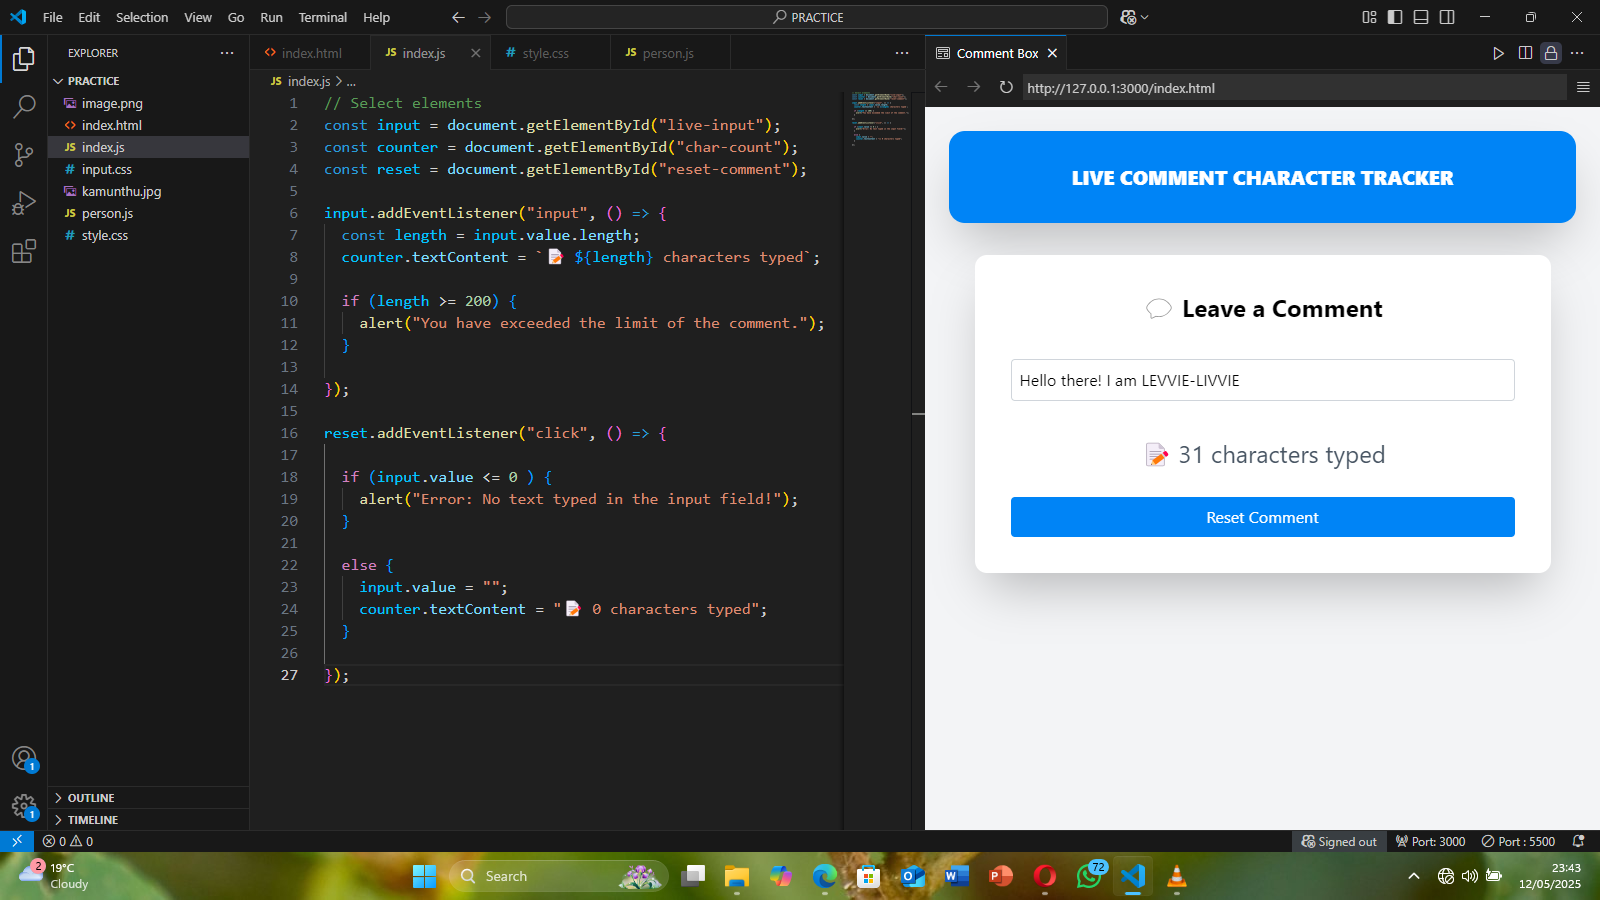 File Edit Selection View Go Run Terminal Help
PRACTICE
EXPLORER
PRACTICE
image.png
index.html
JS index.js
# input.css
kamunthu.jpg
JS person.js
# style.css
OUTLINE
TIMELINE
index.html
JS index.js
# style.css
JS person.js
JS index.js > ...
1 // Select elements
2 const input = document.getElementById("live-input");
3 const counter = document.getElementById("char-count");
4 const reset = document.getElementById("reset-comment");
5
6 input.addEventListener("input", () => {
7 const length = input.value.length;
8 counter.textContent = `📝 ${length} characters typed`;
9
10 if (length >= 200) {
11 alert("You have exceeded the limit of the comment.");
12 }
13
14 });
15
16 reset.addEventListener("click", () => {
17
18 if (input.value <= 0 ) {
19 alert("Error: No text typed in the input field!");
20 }
21
22 else {
23 input.value = "";
24 counter.textContent = "📝 0 characters typed";
25 }
26
27 });
Comment Box
http://127.0.0.1:3000/index.html
LIVE COMMENT CHARACTER TRACKER
Leave a Comment
Hello there! I am LEVVIE-LIVVIE
📝 31 characters typed
Reset Comment
1
1
0 0
Signed out
Port: 3000
Port : 5500
2
19°C
Cloudy
Search
72
23:43
12/05/2025